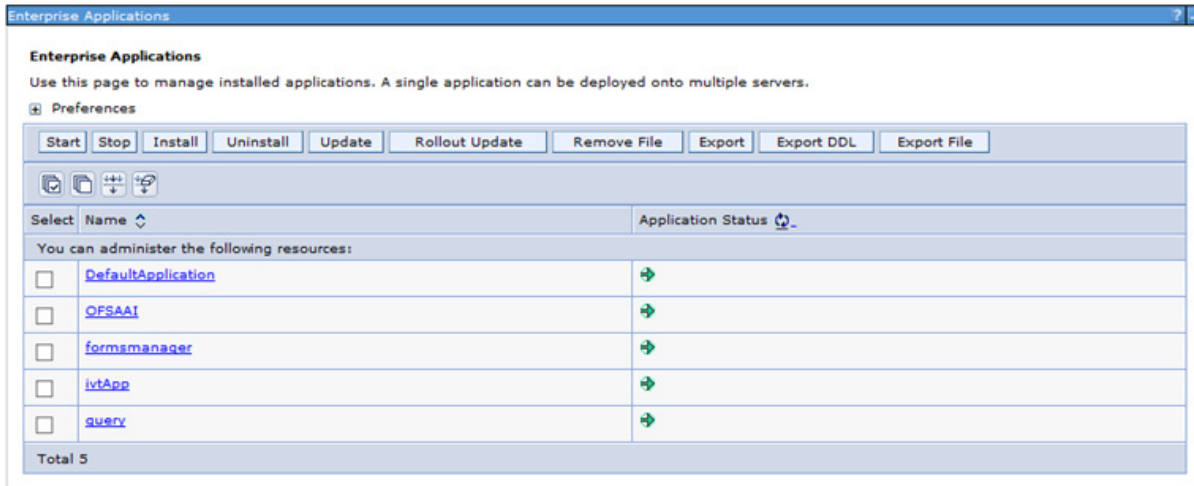 Enterprise Applications ?
Enterprise Applications
Use this page to manage installed applications. A single application can be deployed onto multiple servers.
Preferences
Start Stop Install Uninstall Update Rollout Update Remove File Export Export DDL Export File
Select Name Application Status
You can administer the following resources:
DefaultApplication
OFSAAI
formsmanager
ivtApp
query
Total 5